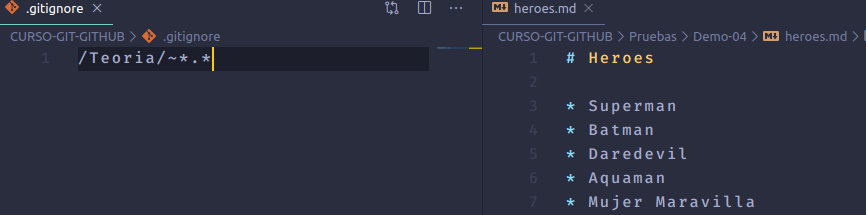 .gitignore
CURSO-GIT-GITHUB > .gitignore
1 /Teoria/~*.*
heroes.md
CURSO-GIT-GITHUB > Pruebas > Demo-04 > heroes.md >
1 # Heroes
2
3 * Superman
4 * Batman
5 * Daredevil
6 * Aquaman
7 * Mujer Maravilla